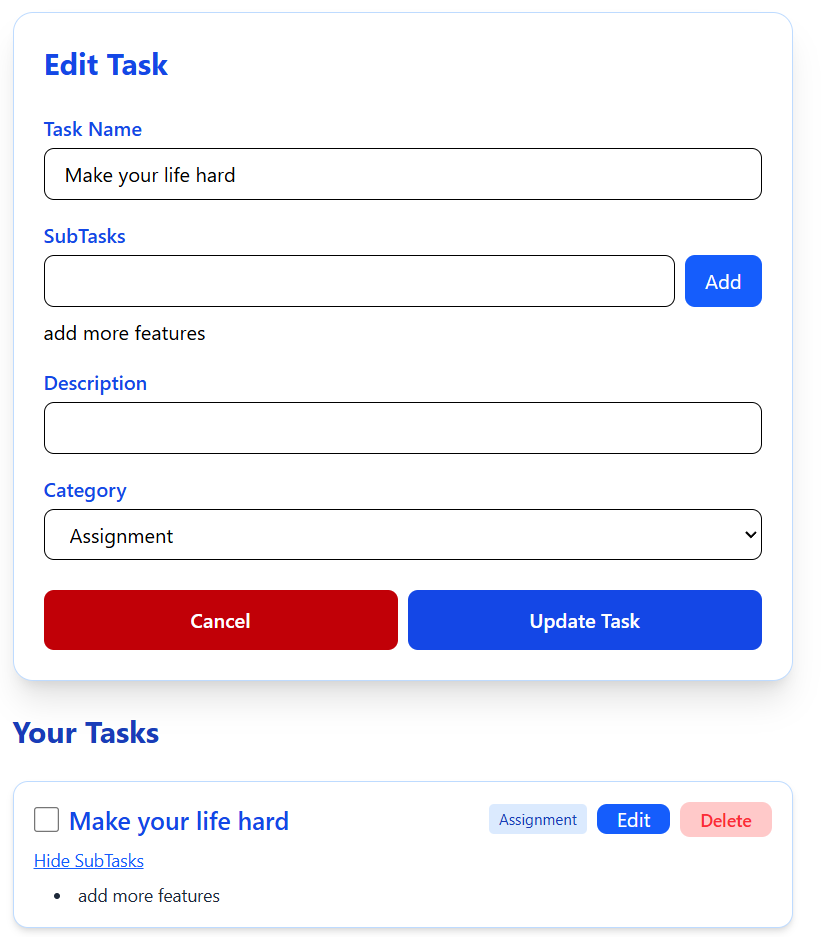 Edit Task
Task Name
Make your life hard
SubTasks
Add
add more features
Description
Category
Assignment
Cancel Update Task
Your Tasks
Make your life hard Assignment Edit Delete
Hide SubTasks
• add more features